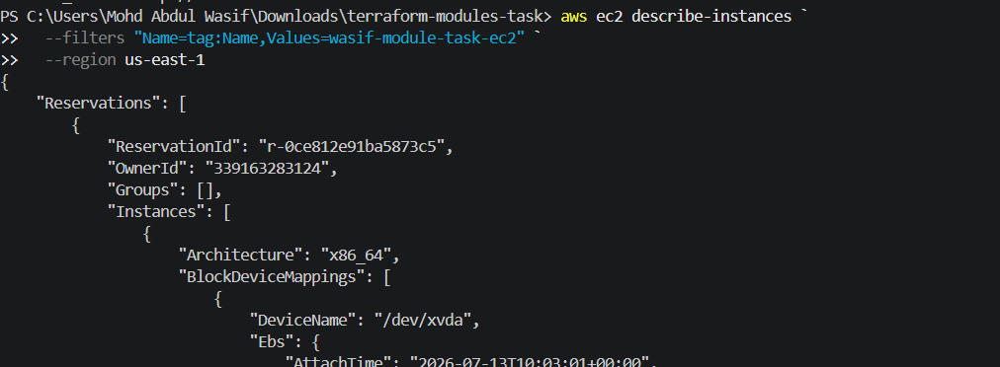 PS C:\Users\Mohd Abdul Wasif\Downloads\terraform-modules-task> aws ec2 describe-instances `
>>   --filters "Name=tag:Name,Values=wasif-module-task-ec2" `
>>   --region us-east-1
{
    "Reservations": [
        {
            "ReservationId": "r-0ce812e91ba5873c5",
            "OwnerId": "339163283124",
            "Groups": [],
            "Instances": [
                {
                    "Architecture": "x86_64",
                    "BlockDeviceMappings": [
                        {
                            "DeviceName": "/dev/xvda",
                            "Ebs": {
                                "AttachTime": "2026-07-13T10:03:01+00:00",